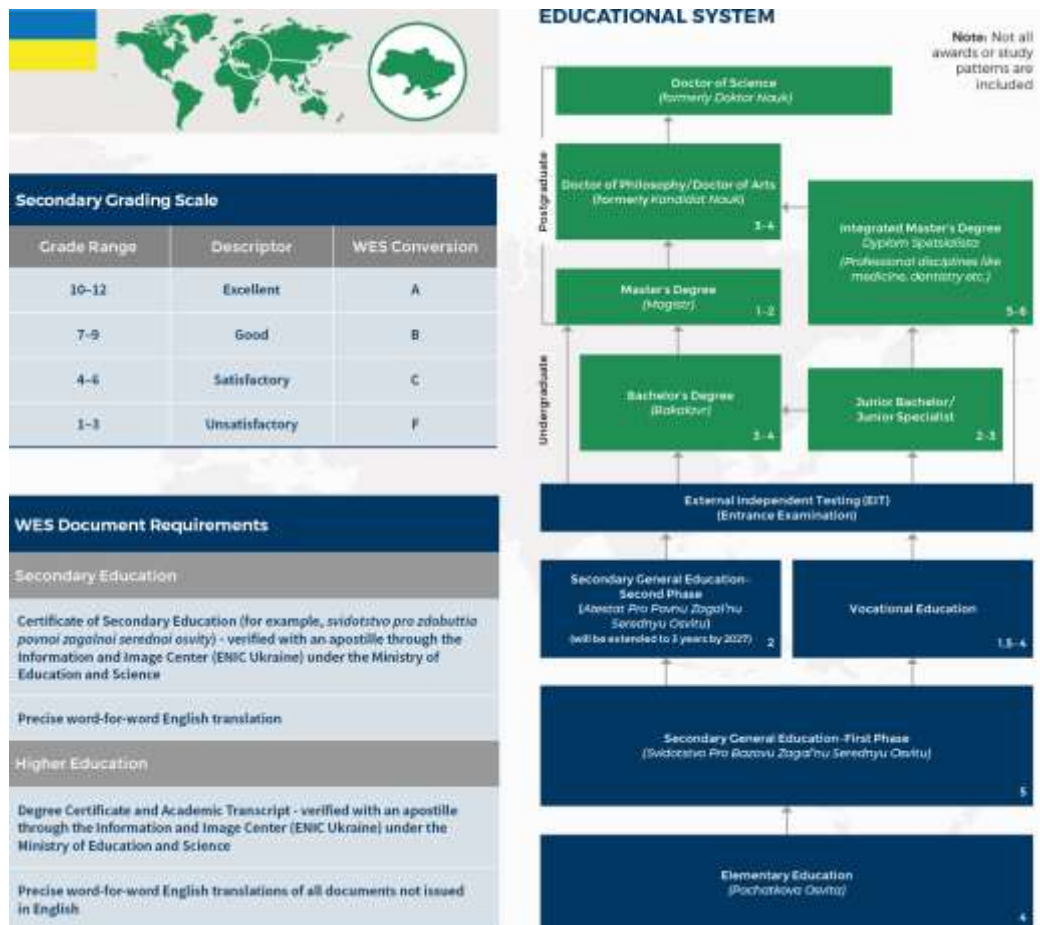 Secondary Grading Scale
Grade Range Descriptor WES Conversion
10–12 Excellent A
7–9 Good B
4–6 Satisfactory C
1–3 Unsatisfactory F
WES Document Requirements
Secondary Education
Certificate of Secondary Education (for example, svidotstvo pro zdobuttia
povnoi zagalnoi serednoi osvity) - verified with an apostille through the
Information and Image Center (ENIC Ukraine) under the Ministry of
Education and Science
Precise word-for-word English translation
Higher Education
Degree Certificate and Academic Transcript - verified with an apostille
through the Information and Image Center (ENIC Ukraine) under the
Ministry of Education and Science
Precise word-for-word English translations of all documents not issued
in English
EDUCATIONAL SYSTEM
Note: Not all
awards or study
patterns are
included
Postgraduate
Undergraduate
Doctor of Science
(formerly Doktor Nauk)
Doctor of Philosophy/Doctor of Arts
(formerly Kandidat Nauk)
3–4
Integrated Master's Degree
Dyplom Spetsialista
(Professional disciplines like
medicine, dentistry etc.)
5–6
Master's Degree
(Magistr)
1–2
Bachelor's Degree
(Bakalavr)
3–4
Junior Bachelor/
Junior Specialist
2–3
External Independent Testing (EIT)
(Entrance Examination)
Secondary General Education–
Second Phase
(Atestat Pro Povnu Zagal'nu
Serednyu Osvitu)
(will be extended to 3 years by 2027)
2
Vocational Education
1.5–4
Secondary General Education–First Phase
(Svidotstvo Pro Bazovu Zagal'nu Serednyu Osvitu)
5
Elementary Education
(Pochatkova Osvita)
4